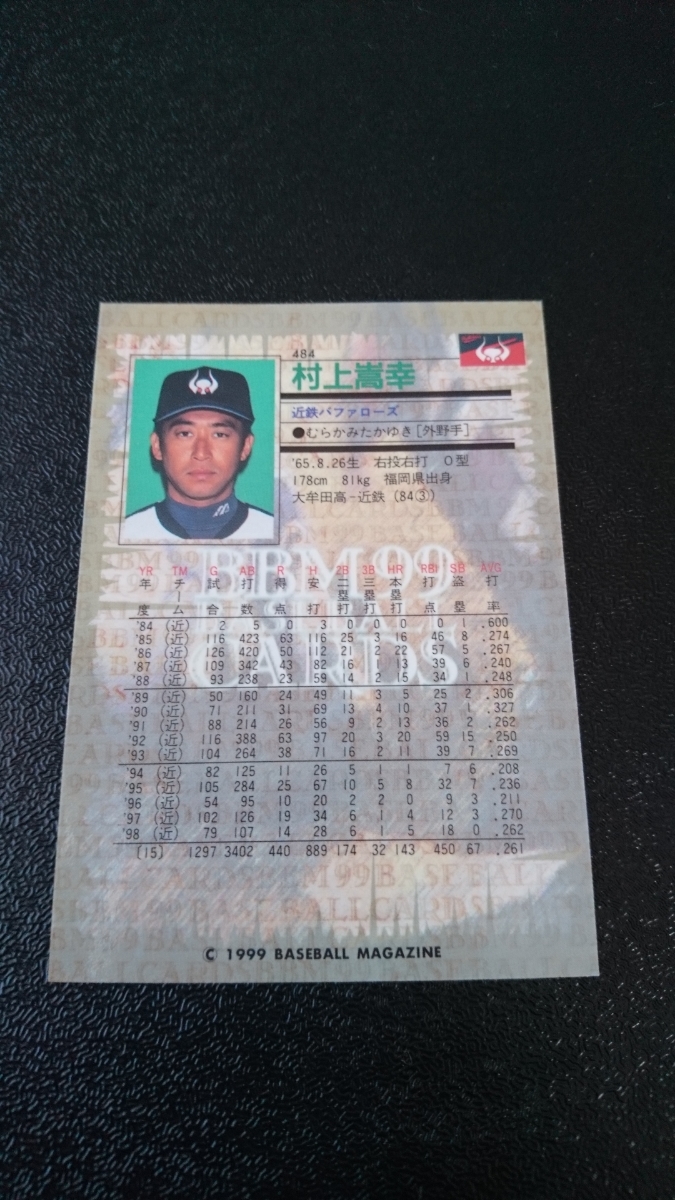 484
村上嵩幸
近鉄バファローズ
●むらかみたかゆき[外野手]
'65.8.26生 右投右打 O型
178cm 81kg 福岡県出身
大牟田高-近鉄(84③)
BBM 99
BASEBALL
CARDS
YR TM G AB R H 2B 3B HR RBI SB AVG
年度 チーム 試合 打数 得点 安打 二塁打 三塁打 本塁打 打点 盗塁 打率
'84 (近) 2 5 0 3 0 0 0 0 1 .600
'85 (近) 116 423 63 116 25 3 16 46 8 .274
'86 (近) 126 420 50 112 21 2 22 57 5 .267
'87 (近) 109 342 43 82 16 1 13 39 6 .240
'88 (近) 93 238 23 59 14 2 15 34 1 .248
'89 (近) 50 160 24 49 11 3 5 25 2 .306
'90 (近) 71 211 31 69 13 4 10 37 1 .327
'91 (近) 88 214 26 56 9 2 13 36 2 .262
'92 (近) 116 388 63 97 20 3 20 59 15 .250
'93 (近) 104 264 38 71 16 2 11 39 7 .269
'94 (近) 82 125 11 26 5 1 1 7 6 .208
'95 (近) 105 284 25 67 10 5 8 32 7 .236
'96 (近) 54 95 10 20 2 2 0 9 3 .211
'97 (近) 102 126 19 34 6 1 4 12 3 .270
'98 (近) 79 107 14 28 6 1 5 18 0 .262
[15] 1297 3402 440 889 174 32 143 450 67 .261
© 1999 BASEBALL MAGAZINE